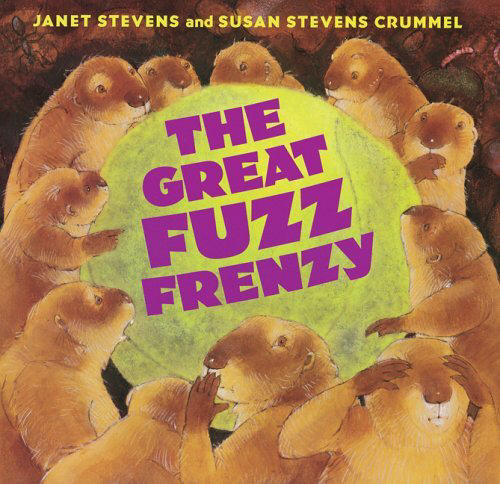 JANET STEVENS and SUSAN STEVENS CRUMMEL
THE
GREAT
FUZZ
FRENZY